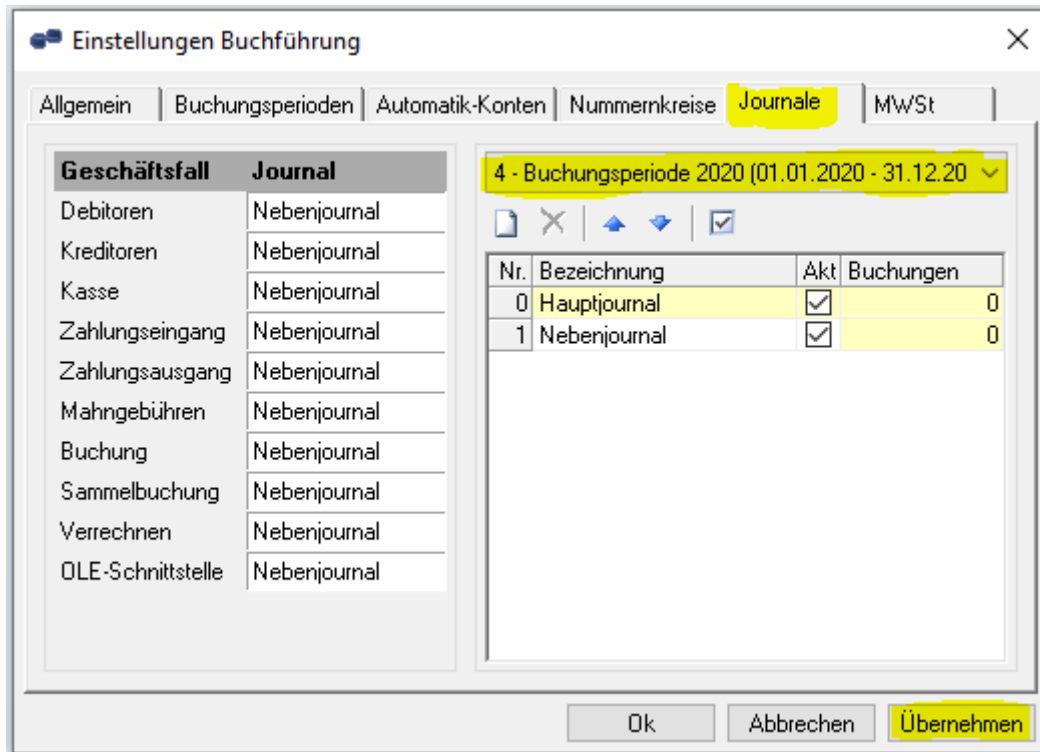 Einstellungen Buchführung
Allgemein Buchungsperioden Automatik-Konten Nummernkreise Journale MWSt
Geschäftsfall Journal
Debitoren Nebenjournal
Kreditoren Nebenjournal
Kasse Nebenjournal
Zahlungseingang Nebenjournal
Zahlungsausgang Nebenjournal
Mahngebühren Nebenjournal
Buchung Nebenjournal
Sammelbuchung Nebenjournal
Verrechnen Nebenjournal
OLE-Schnittstelle Nebenjournal
4 - Buchungsperiode 2020 (01.01.2020 - 31.12.20
Nr. Bezeichnung Akt Buchungen
0 Hauptjournal 0
1 Nebenjournal 0
Ok Abbrechen Übernehmen